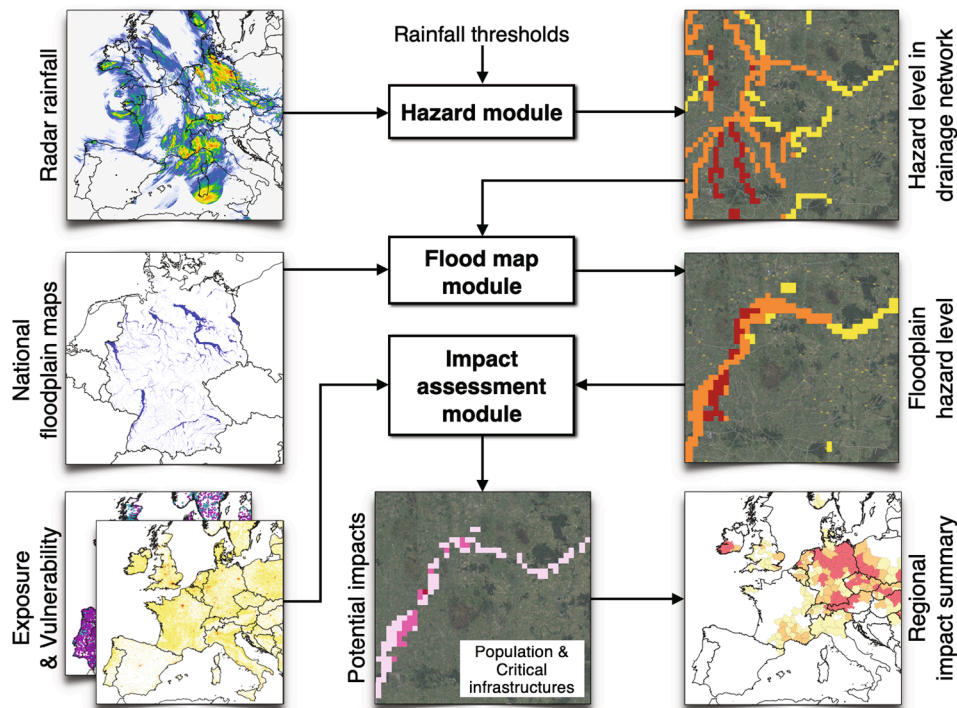 Radar rainfall
Rainfall thresholds
Hazard module
Hazard level in
drainage network
National
floodplain maps
Flood map
module
Floodplain
hazard level
Impact
assessment
module
Exposure
& Vulnerability
Potential impacts
Population &
Critical
infrastructures
Regional
impact summary